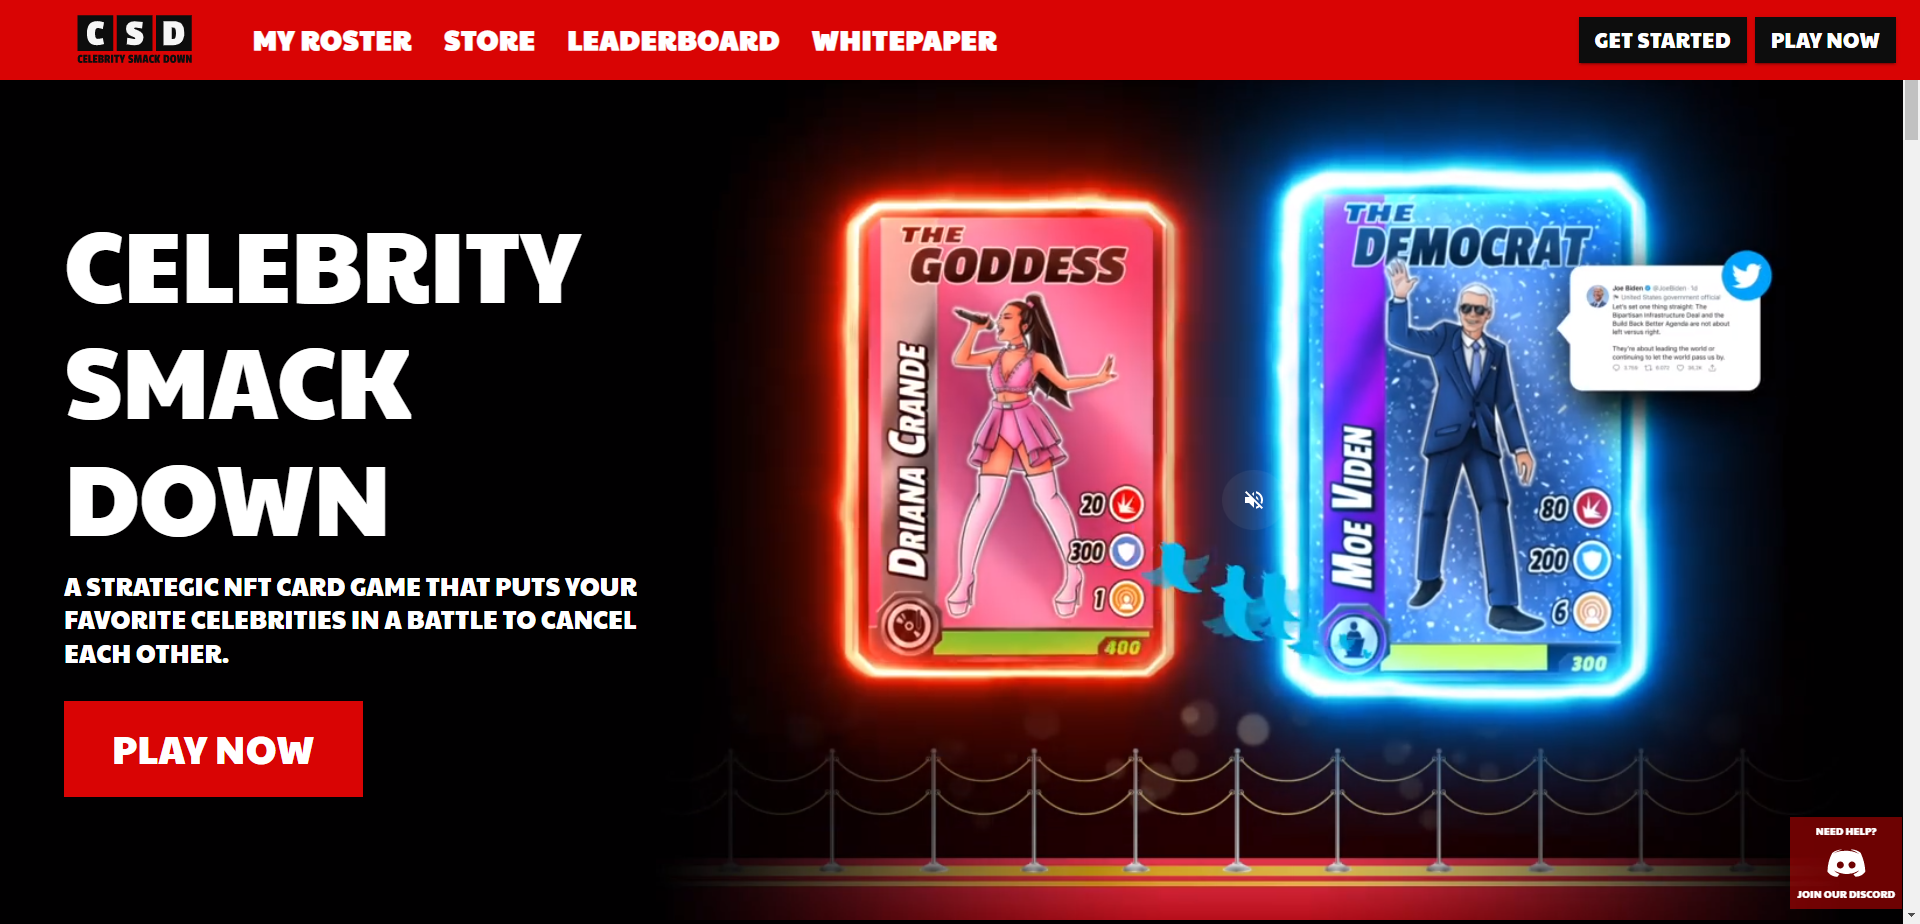 C S D
CELEBRITY SMACK DOWN
MY ROSTER
STORE
LEADERBOARD
WHITEPAPER
GET STARTED
PLAY NOW
CELEBRITY
SMACK
DOWN
A STRATEGIC NFT CARD GAME THAT PUTS YOUR
FAVORITE CELEBRITIES IN A BATTLE TO CANCEL
EACH OTHER.
PLAY NOW
THE
GODDESS
DRIANA CRANDE
20
300
1
400
THE
DEMOCRAT
MOE VIDEN
80
200
6
300
Joe Biden @JoeBiden · 1d
United States government official
Let's set one thing straight: The
Bipartisan Infrastructure Deal and the
Build Back Better Agenda are not about
left versus right.
They're about leading the world or
continuing to let the world pass us by.
NEED HELP?
JOIN OUR DISCORD